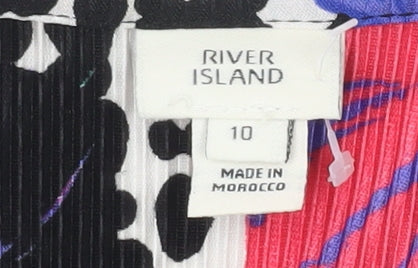 RIVER
ISLAND
10
MADE IN
MOROCCO